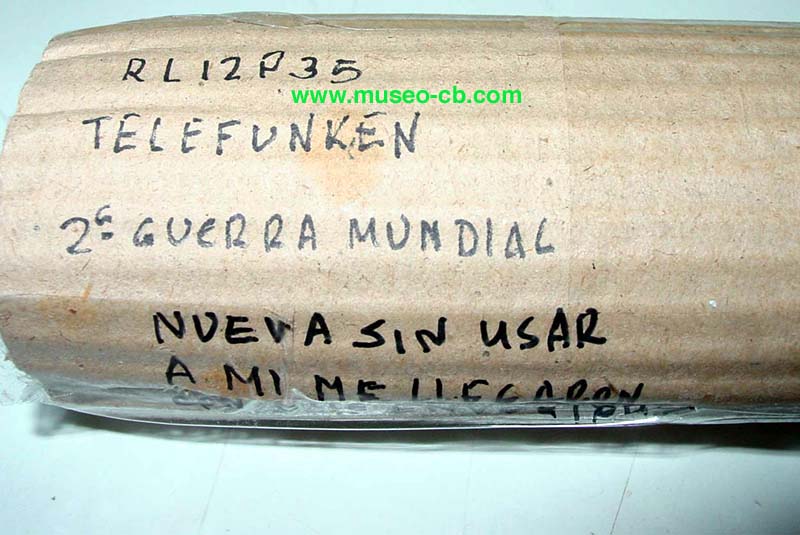 RL12P35
www.museo-cb.com
TELEFUNKEN
2ª GUERRA MUNDIAL
NUEVA SIN USAR
A MI ME LLEGARON